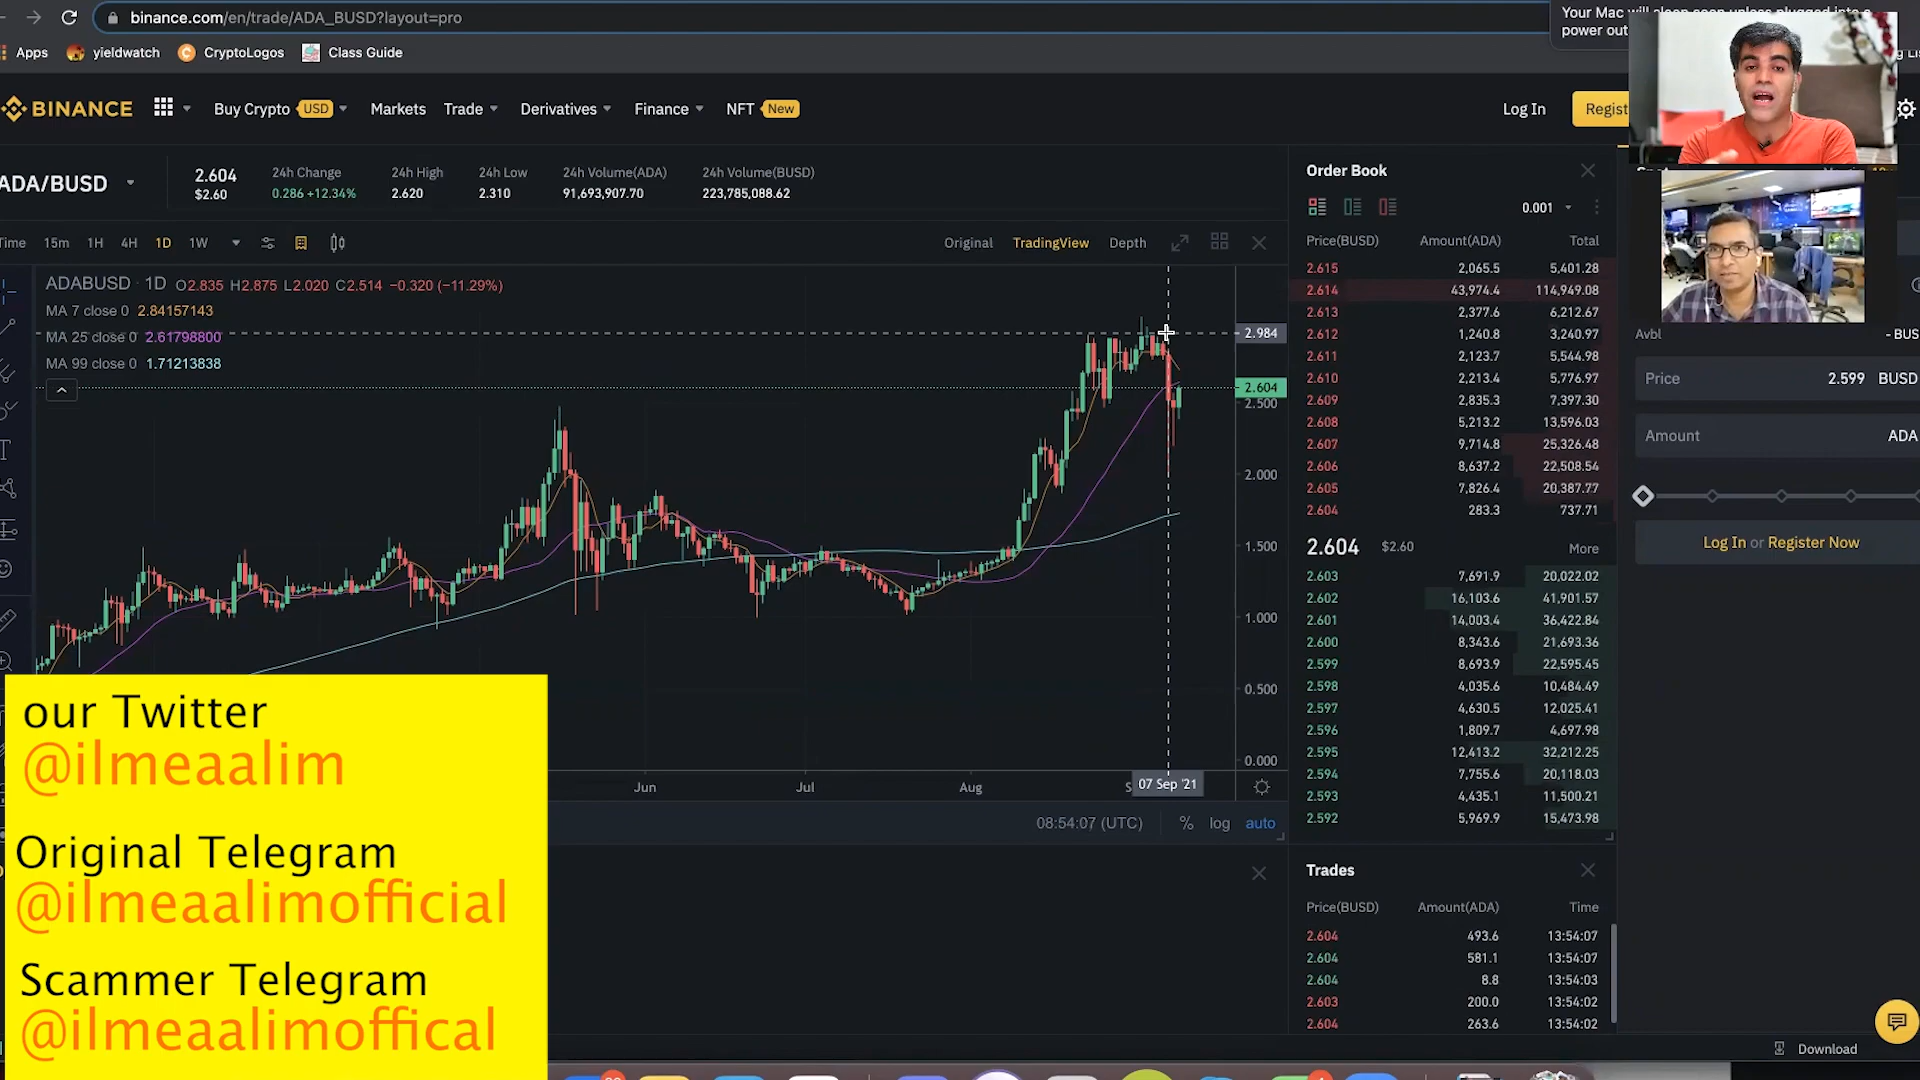 binance.com/en/trade/ADA_BUSD?layout=pro
Your Mac will sleep soon unless plugged into a
power out
Apps yieldwatch CryptoLogos Class Guide
BINANCE Buy Crypto USD Markets Trade Derivatives Finance NFT New Log In Regist
ADA/BUSD
2.604 24h Change 24h High 24h Low 24h Volume(ADA) 24h Volume(BUSD)
$2.60 0.286 +12.34% 2.620 2.310 91,693,907.70 223,785,088.62
Time 15m 1H 4H 1D 1W Original TradingView Depth
ADABUSD · 1D O2.835 H2.875 L2.020 C2.514 −0.320 (−11.29%)
MA 7 close 0 2.84157143
MA 25 close 0 2.61798800
MA 99 close 0 1.71213838
2.984
2.604
2.500
2.000
1.500
1.000
0.500
0.000
Jun Jul Aug S 07 Sep '21
08:54:07 (UTC) % log auto
Order Book
0.001
Price(BUSD) Amount(ADA) Total
2.615 2,065.5 5,401.28
2.614 43,974.4 114,949.08
2.613 2,377.6 6,212.67
2.612 1,240.8 3,240.97
2.611 2,123.7 5,544.98
2.610 2,213.4 5,776.97
2.609 2,835.3 7,397.30
2.608 5,213.2 13,596.03
2.607 9,714.8 25,326.48
2.606 8,637.2 22,508.54
2.605 7,826.4 20,387.77
2.604 283.3 737.71
2.604 $2.60 More
2.603 7,691.9 20,022.02
2.602 16,103.6 41,901.57
2.601 14,003.4 36,422.84
2.600 8,343.6 21,693.36
2.599 8,693.9 22,595.45
2.598 4,035.6 10,484.49
2.597 4,630.5 12,025.41
2.596 1,809.7 4,697.98
2.595 12,413.2 32,212.25
2.594 7,755.6 20,118.03
2.593 4,435.1 11,500.21
2.592 5,969.9 15,473.98
Trades
Price(BUSD) Amount(ADA) Time
2.604 493.6 13:54:07
2.604 581.1 13:54:07
2.604 8.8 13:54:03
2.603 200.0 13:54:02
2.604 263.6 13:54:02
Avbl - BUS
Price 2.599 BUSD
Amount ADA
Log In or Register Now
Download
our Twitter
@ilmeaalim
Original Telegram
@ilmeaalimofficial
Scammer Telegram
@ilmeaalimoffical